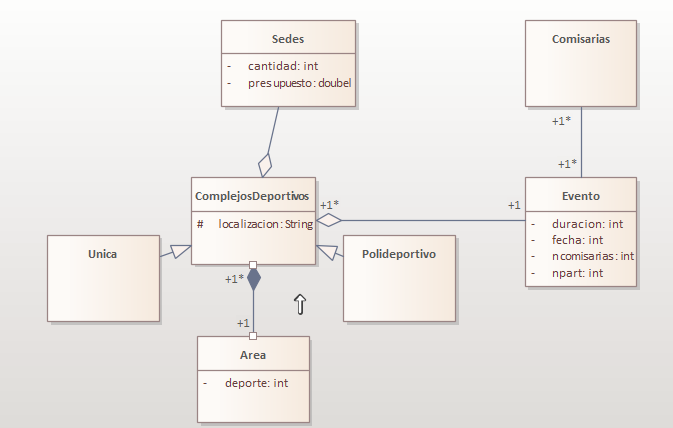 Sedes
- cantidad: int
- presupuesto: doubel
Comisarias
+1*
+1*
ComplejosDeportivos
# localizacion: String
+1*
+1
Evento
- duracion: int
- fecha: int
- ncomisarias: int
- npart: int
Unica
Polideportivo
+1*
+1
Area
- deporte: int